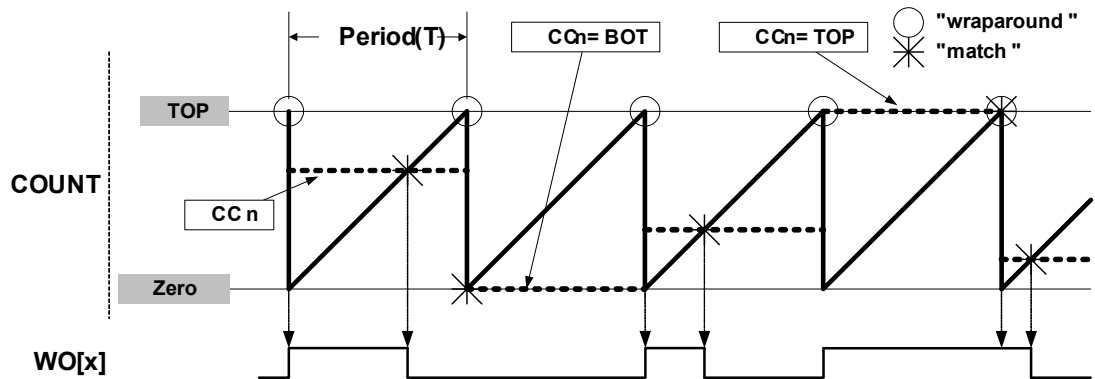 Period(T)
CCn= BOT
CCn= TOP
"wraparound "
"match "
TOP
COUNT
CC n
Zero
WO[x]